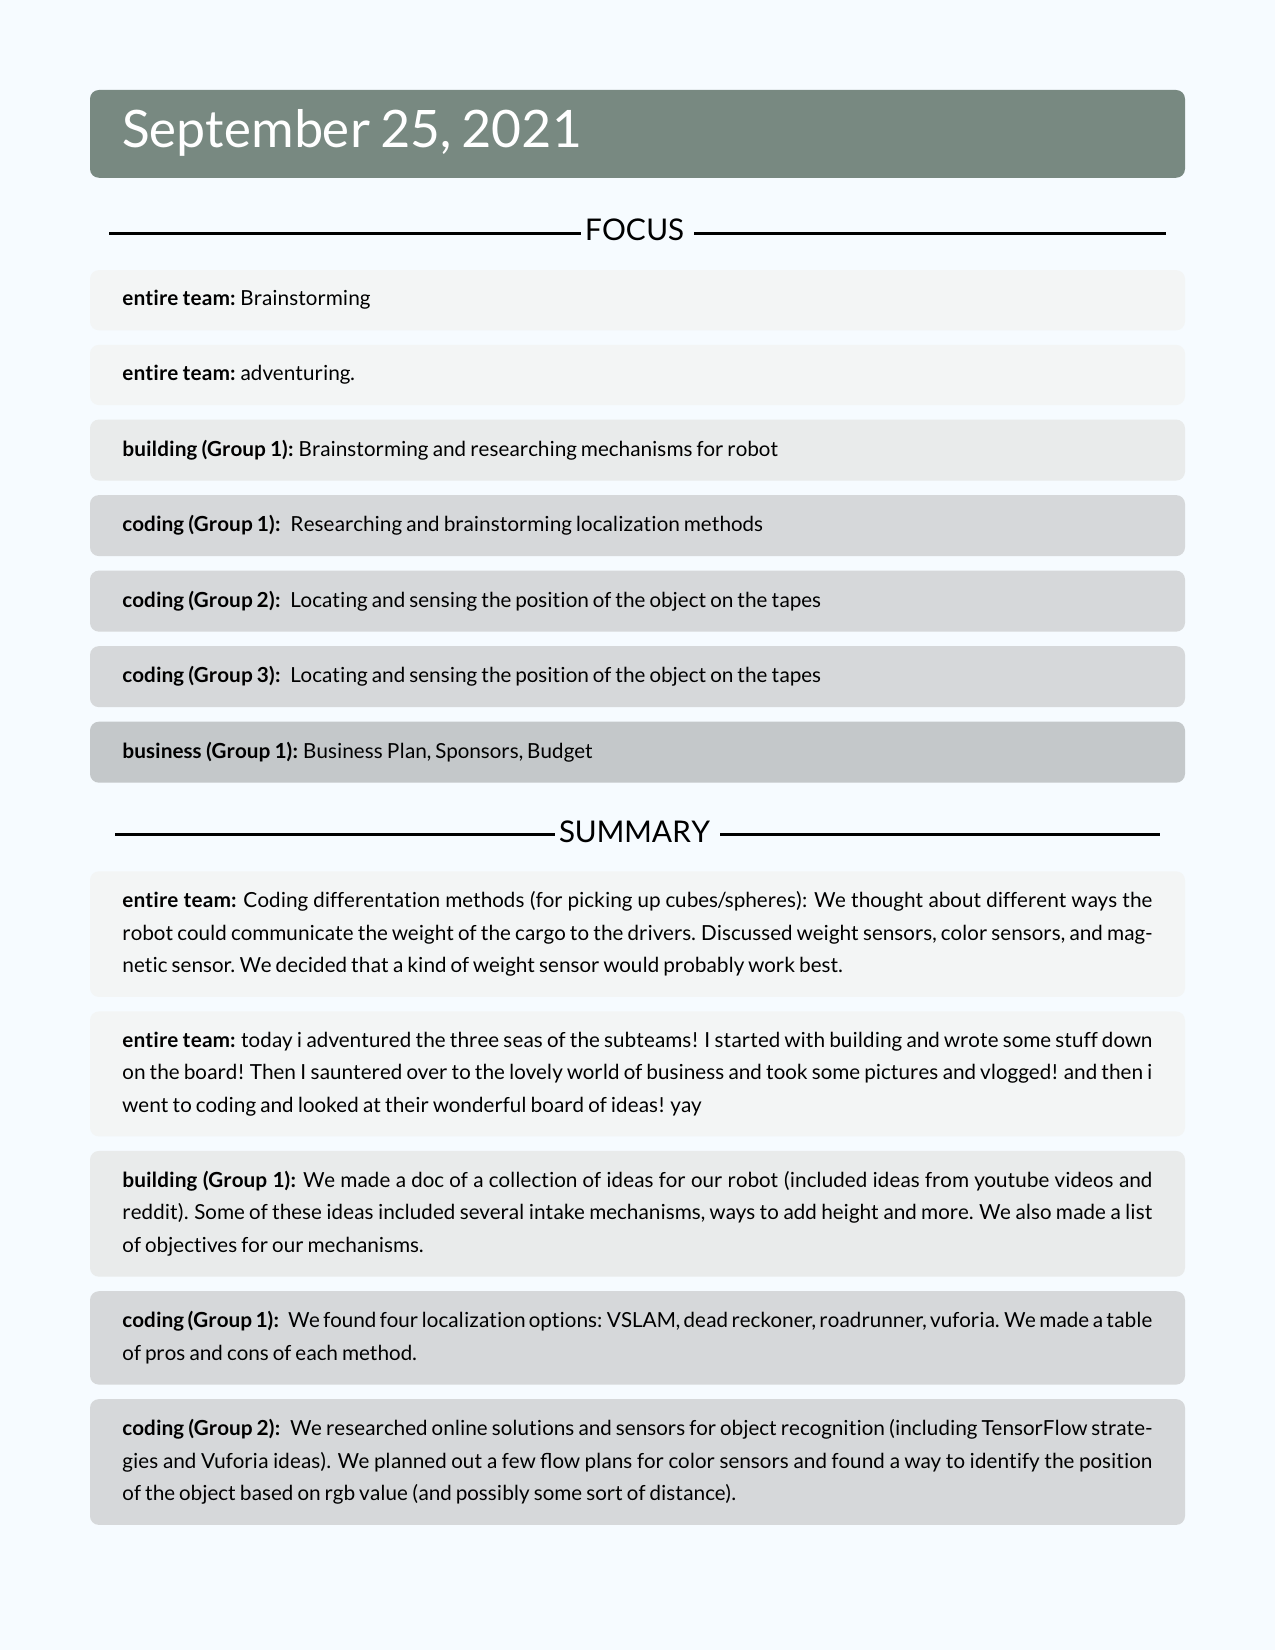 September 25, 2021
FOCUS
entire team: Brainstorming
entire team: adventuring.
building (Group 1): Brainstorming and researching mechanisms for robot
coding (Group 1): Researching and brainstorming localization methods
coding (Group 2): Locating and sensing the position of the object on the tapes
coding (Group 3): Locating and sensing the position of the object on the tapes
business (Group 1): Business Plan, Sponsors, Budget
SUMMARY
entire team: Coding differentation methods (for picking up cubes/spheres): We thought about different ways the
robot could communicate the weight of the cargo to the drivers. Discussed weight sensors, color sensors, and mag-
netic sensor. We decided that a kind of weight sensor would probably work best.
entire team: today i adventured the three seas of the subteams! I started with building and wrote some stuff down
on the board! Then I sauntered over to the lovely world of business and took some pictures and vlogged! and then i
went to coding and looked at their wonderful board of ideas! yay
building (Group 1): We made a doc of a collection of ideas for our robot (included ideas from youtube videos and
reddit). Some of these ideas included several intake mechanisms, ways to add height and more. We also made a list
of objectives for our mechanisms.
coding (Group 1): We found four localization options: VSLAM, dead reckoner, roadrunner, vuforia. We made a table
of pros and cons of each method.
coding (Group 2): We researched online solutions and sensors for object recognition (including TensorFlow strate-
gies and Vuforia ideas). We planned out a few flow plans for color sensors and found a way to identify the position
of the object based on rgb value (and possibly some sort of distance).